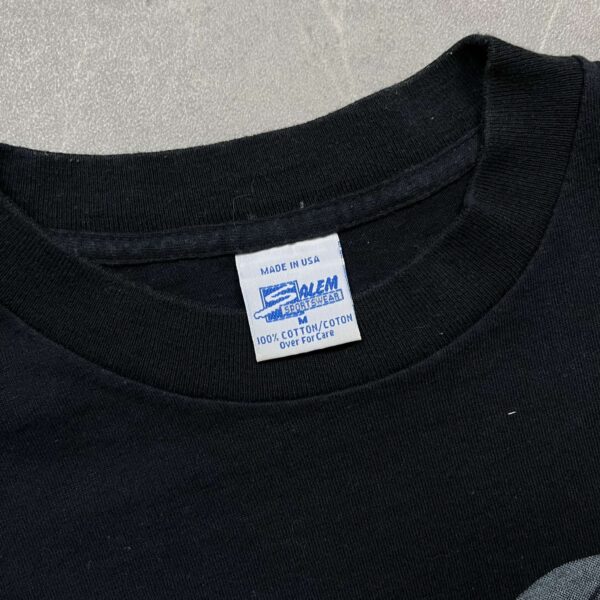 MADE IN USA
SALEM
SPORTSWEAR
M
100% COTTON/COTON
Over For Care